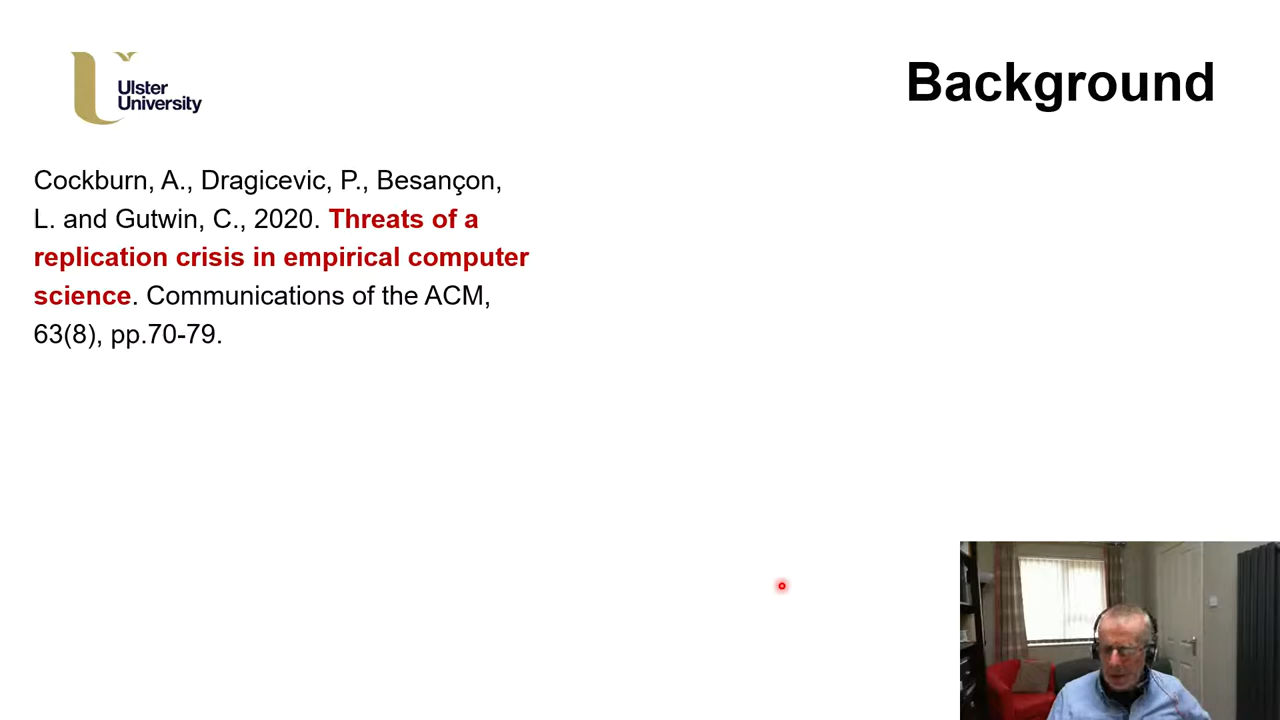 Ulster
University
Background
Cockburn, A., Dragicevic, P., Besançon,
L. and Gutwin, C., 2020. Threats of a
replication crisis in empirical computer
science. Communications of the ACM,
63(8), pp.70-79.